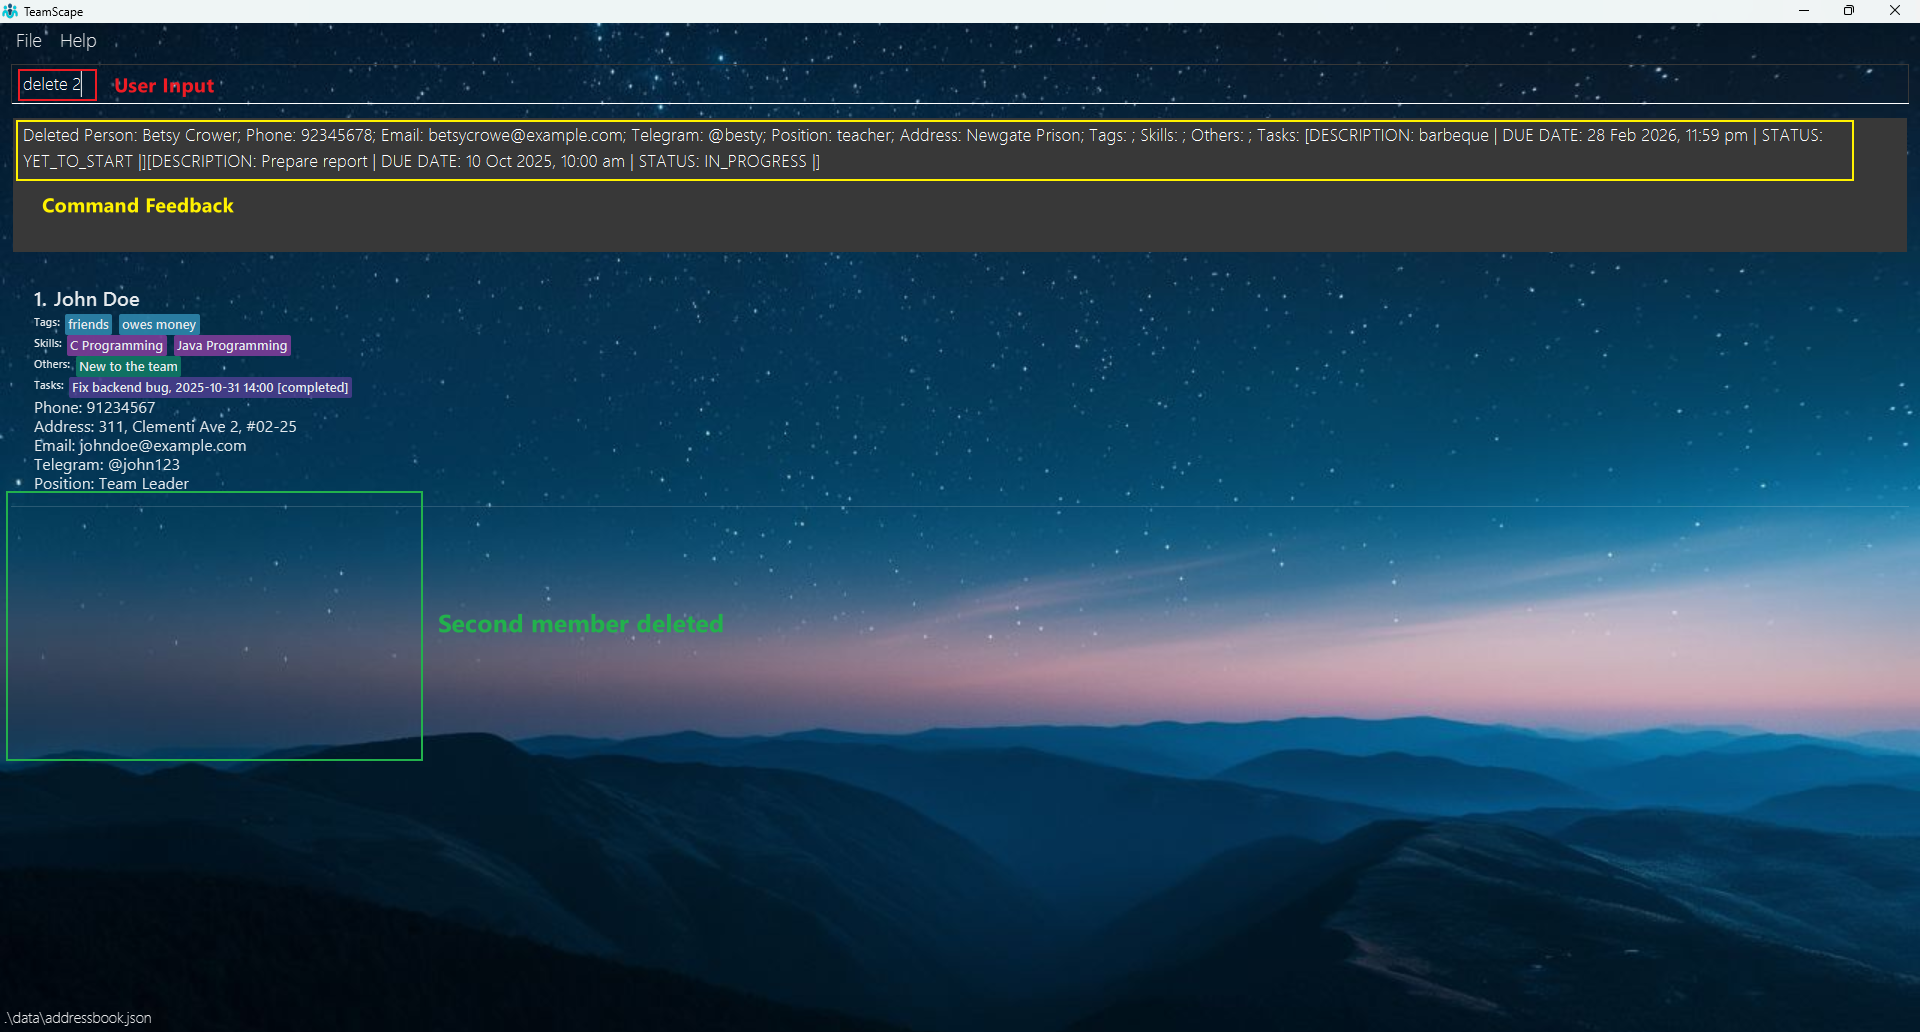 TeamScape
File Help
delete 2 User Input
Deleted Person: Betsy Crower; Phone: 92345678; Email: betsycrowe@example.com; Telegram: @besty; Position: teacher; Address: Newgate Prison; Tags: ; Skills: ; Others: ; Tasks: [DESCRIPTION: barbeque | DUE DATE: 28 Feb 2026, 11:59 pm | STATUS:
YET_TO_START |][DESCRIPTION: Prepare report | DUE DATE: 10 Oct 2025, 10:00 am | STATUS: IN_PROGRESS |]
Command Feedback
1. John Doe
Tags: friends owes money
Skills: C Programming Java Programming
Others: New to the team
Tasks: Fix backend bug, 2025-10-31 14:00 [completed]
Phone: 91234567
Address: 311, Clementi Ave 2, #02-25
Email: johndoe@example.com
Telegram: @john123
Position: Team Leader
Second member deleted
.\data\addressbook.json